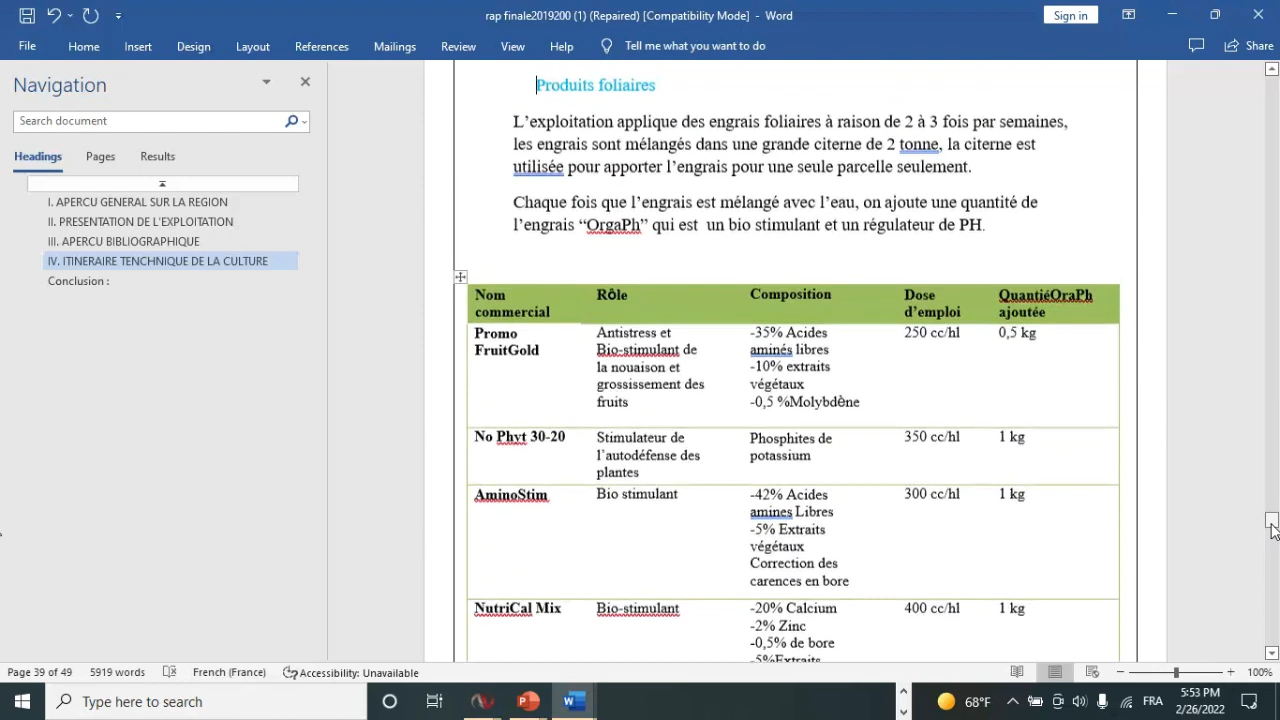 rap finale2019200 (1) (Repaired) [Compatibility Mode] - Word
Sign in
File Home Insert Design Layout References Mailings Review View Help Tell me what you want to do Share
Navigation
Search document
Headings Pages Results
I. APERCU GENERAL SUR LA REGION
II. PRESENTATION DE L'EXPLOITATION
III. APERCU BIBLIOGRAPHIQUE
IV. ITINERAIRE TENCHNIQUE DE LA CULTURE
Conclusion :
Produits foliaires
L’exploitation applique des engrais foliaires à raison de 2 à 3 fois par semaines,
les engrais sont mélangés dans une grande citerne de 2 tonne, la citerne est
utilisée pour apporter l’engrais pour une seule parcelle seulement.
Chaque fois que l’engrais est mélangé avec l’eau, on ajoute une quantité de
l’engrais “OrgaPh” qui est un bio stimulant et un régulateur de PH.
Nom commercial
Rôle
Composition
Dose d’emploi
QuantiéOraPh ajoutée
Promo FruitGold
Antistress et
Bio-stimulant de
la nouaison et
grossissement des
fruits
-35% Acides
aminés libres
-10% extraits
végétaux
-0,5 %Molybdène
250 cc/hl
0,5 kg
No Phyt 30-20
Stimulateur de
l’autodéfense des
plantes
Phosphites de
potassium
350 cc/hl
1 kg
AminoStim
Bio stimulant
-42% Acides
amines Libres
-5% Extraits
végétaux
Correction des
carences en bore
300 cc/hl
1 kg
NutriCal Mix
Bio-stimulant
-20% Calcium
-2% Zinc
-0,5% de bore
-5%Extraits
400 cc/hl
1 kg
Page 39 of 49 5919 words French (France) Accessibility: Unavailable 100%
Type here to search
68°F
FRA
5:53 PM
2/26/2022